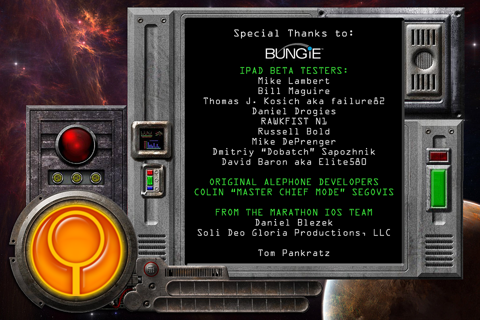 Special Thanks to:
BUNGiE™
IPAD BETA TESTERS:
Mike Lambert
Bill Maguire
Thomas J. Kosich aka failure82
Daniel Drogies
RAWKFIST N1
Russell Bold
Mike DePrenger
Dmitriy “Dobatch” Sapozhnik
David Baron aka Elite580
ORIGINAL ALEPHONE DEVELOPERS
COLIN “MASTER CHIEF MODE” SEGOVIS
FROM THE MARATHON IOS TEAM
Daniel Blezek
Soli Deo Gloria Productions, LLC
Tom Pankratz